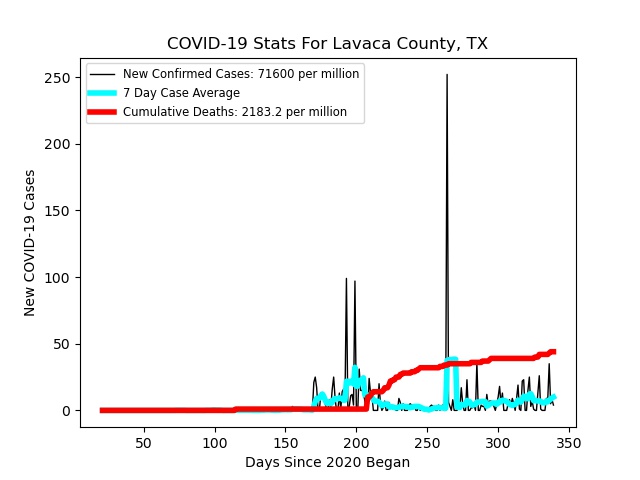 COVID-19 Stats For Lavaca County, TX
New Confirmed Cases: 71600 per million
7 Day Case Average
Cumulative Deaths: 2183.2 per million
New COVID-19 Cases
250
200
150
100
50
0
50 100 150 200 250 300 350
Days Since 2020 Began